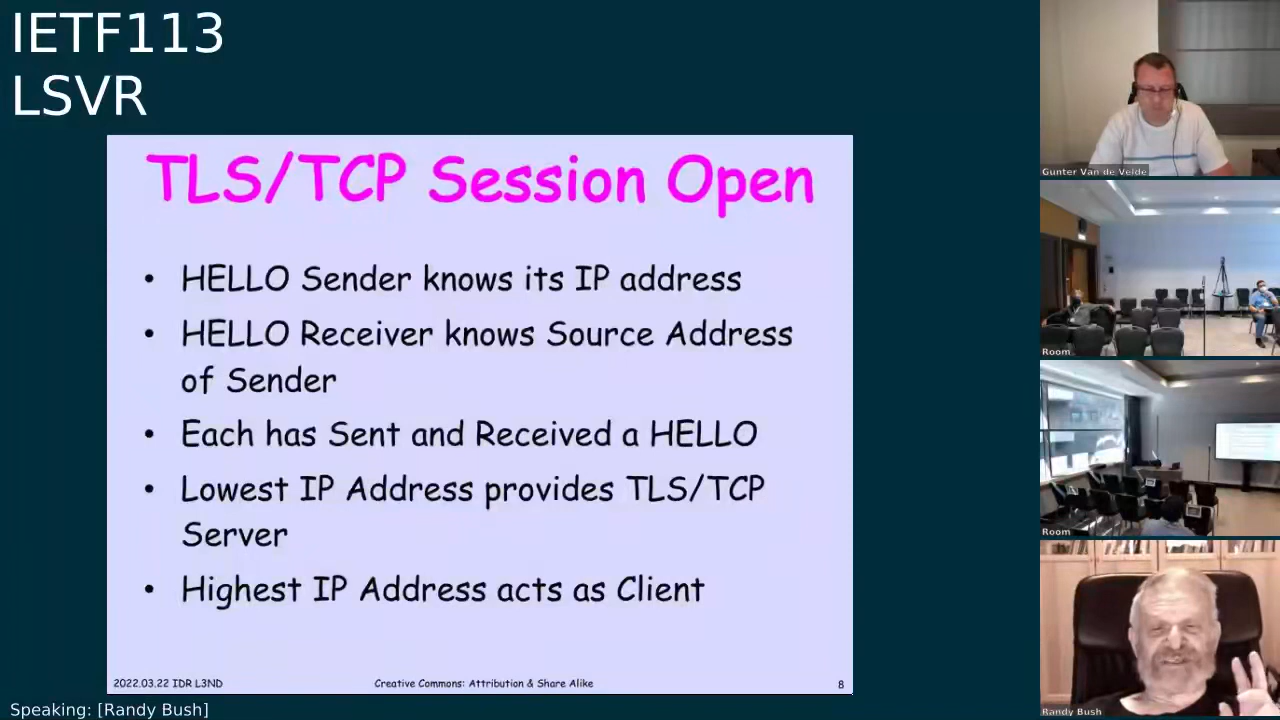 IETF113
LSVR
TLS/TCP Session Open
• HELLO Sender knows its IP address
• HELLO Receiver knows Source Address
of Sender
• Each has Sent and Received a HELLO
• Lowest IP Address provides TLS/TCP
Server
• Highest IP Address acts as Client
2022.03.22 IDR L3ND
Creative Commons: Attribution & Share Alike
8
Speaking: [Randy Bush]
Gunter Van de Velde
Room
Room
Randy Bush